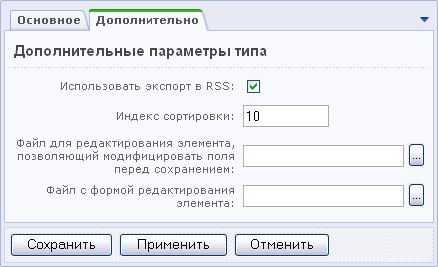 Основное Дополнительно
Дополнительные параметры типа
Использовать экспорт в RSS:
Индекс сортировки: 10
Файл для редактирования элемента,
позволяющий модифицировать поля
перед сохранением: ...
Файл с формой редактирования
элемента: ...
Сохранить Применить Отменить